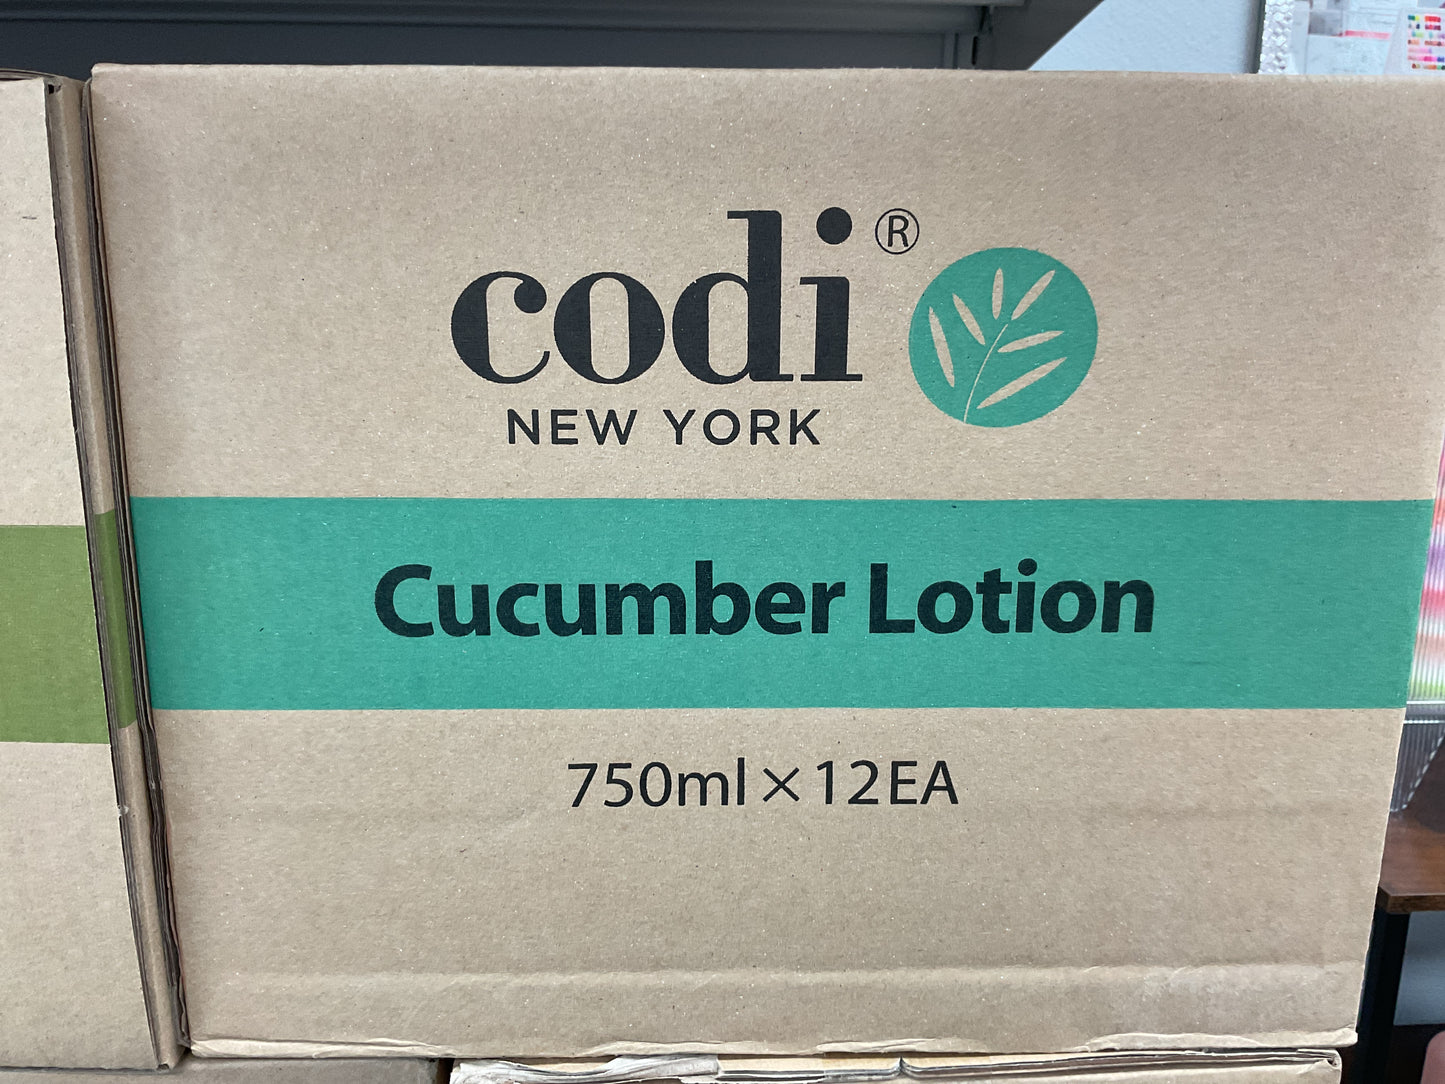 codi®
NEW YORK
Cucumber Lotion
750ml×12EA